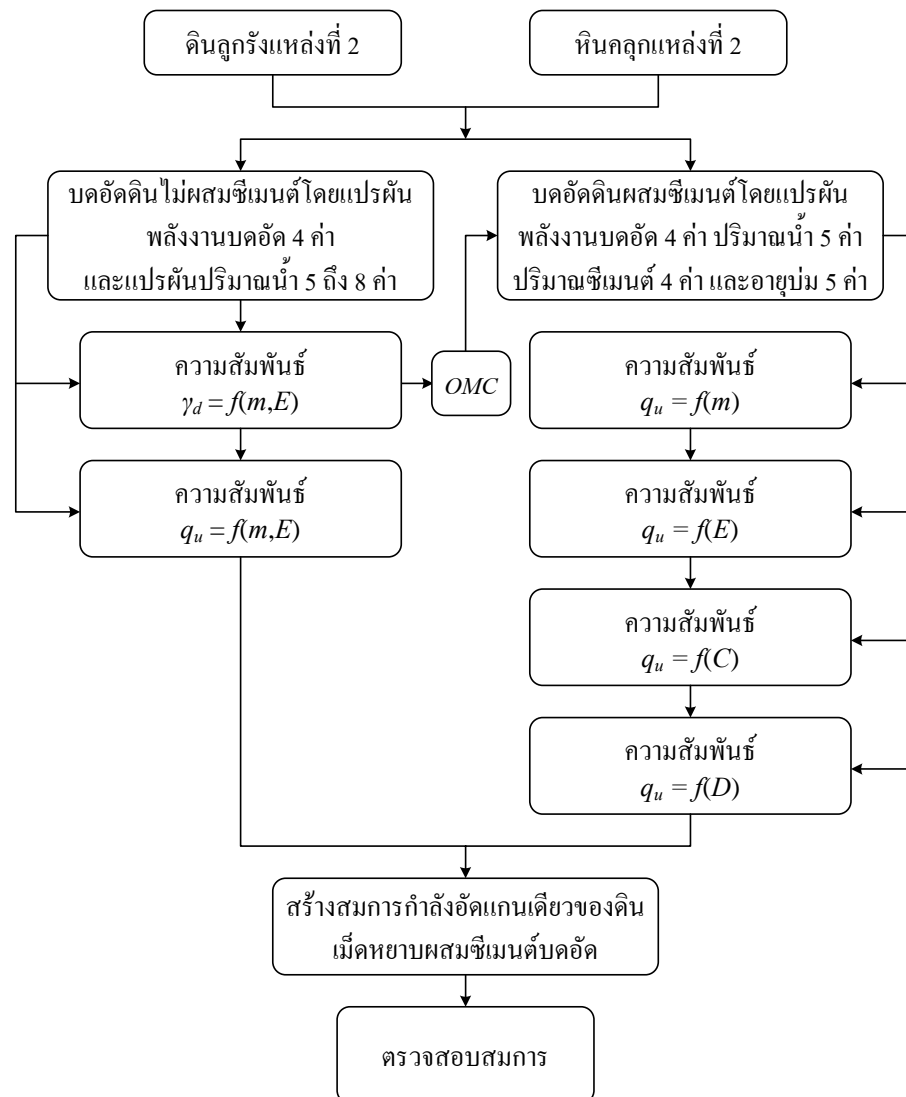 ดินลูกรังแหล่งที่ 2
หินคลุกแหล่งที่ 2
บดอัดดินไม่ผสมซีเมนต์โดยแปรผัน
พลังงานบดอัด 4 ค่า
และแปรผันปริมาณน้ำ 5 ถึง 8 ค่า
บดอัดดินผสมซีเมนต์โดยแปรผัน
พลังงานบดอัด 4 ค่า ปริมาณน้ำ 5 ค่า
ปริมาณซีเมนต์ 4 ค่า และอายุบ่ม 5 ค่า
ความสัมพันธ์
γd = f(m,E)
OMC
ความสัมพันธ์
qu = f(m)
ความสัมพันธ์
qu = f(m,E)
ความสัมพันธ์
qu = f(E)
ความสัมพันธ์
qu = f(C)
ความสัมพันธ์
qu = f(D)
สร้างสมการกำลังอัดแกนเดียวของดิน
เม็ดหยาบผสมซีเมนต์บดอัด
ตรวจสอบสมการ